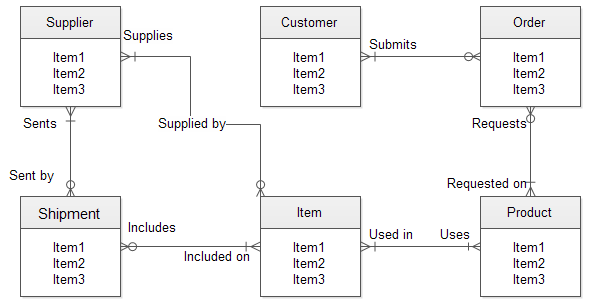 Supplier
Item1
Item2
Item3
Supplies
Customer
Item1
Item2
Item3
Submits
Order
Item1
Item2
Item3
Sents
Supplied by
Requests
Sent by
Requested on
Shipment
Item1
Item2
Item3
Includes
Included on
Item
Item1
Item2
Item3
Used in
Uses
Product
Item1
Item2
Item3